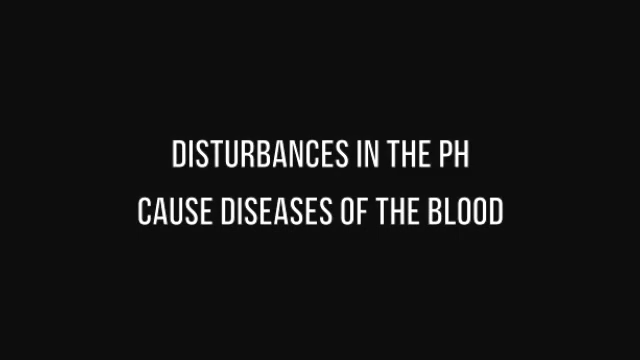 DISTURBANCES IN THE PH
CAUSE DISEASES OF THE BLOOD